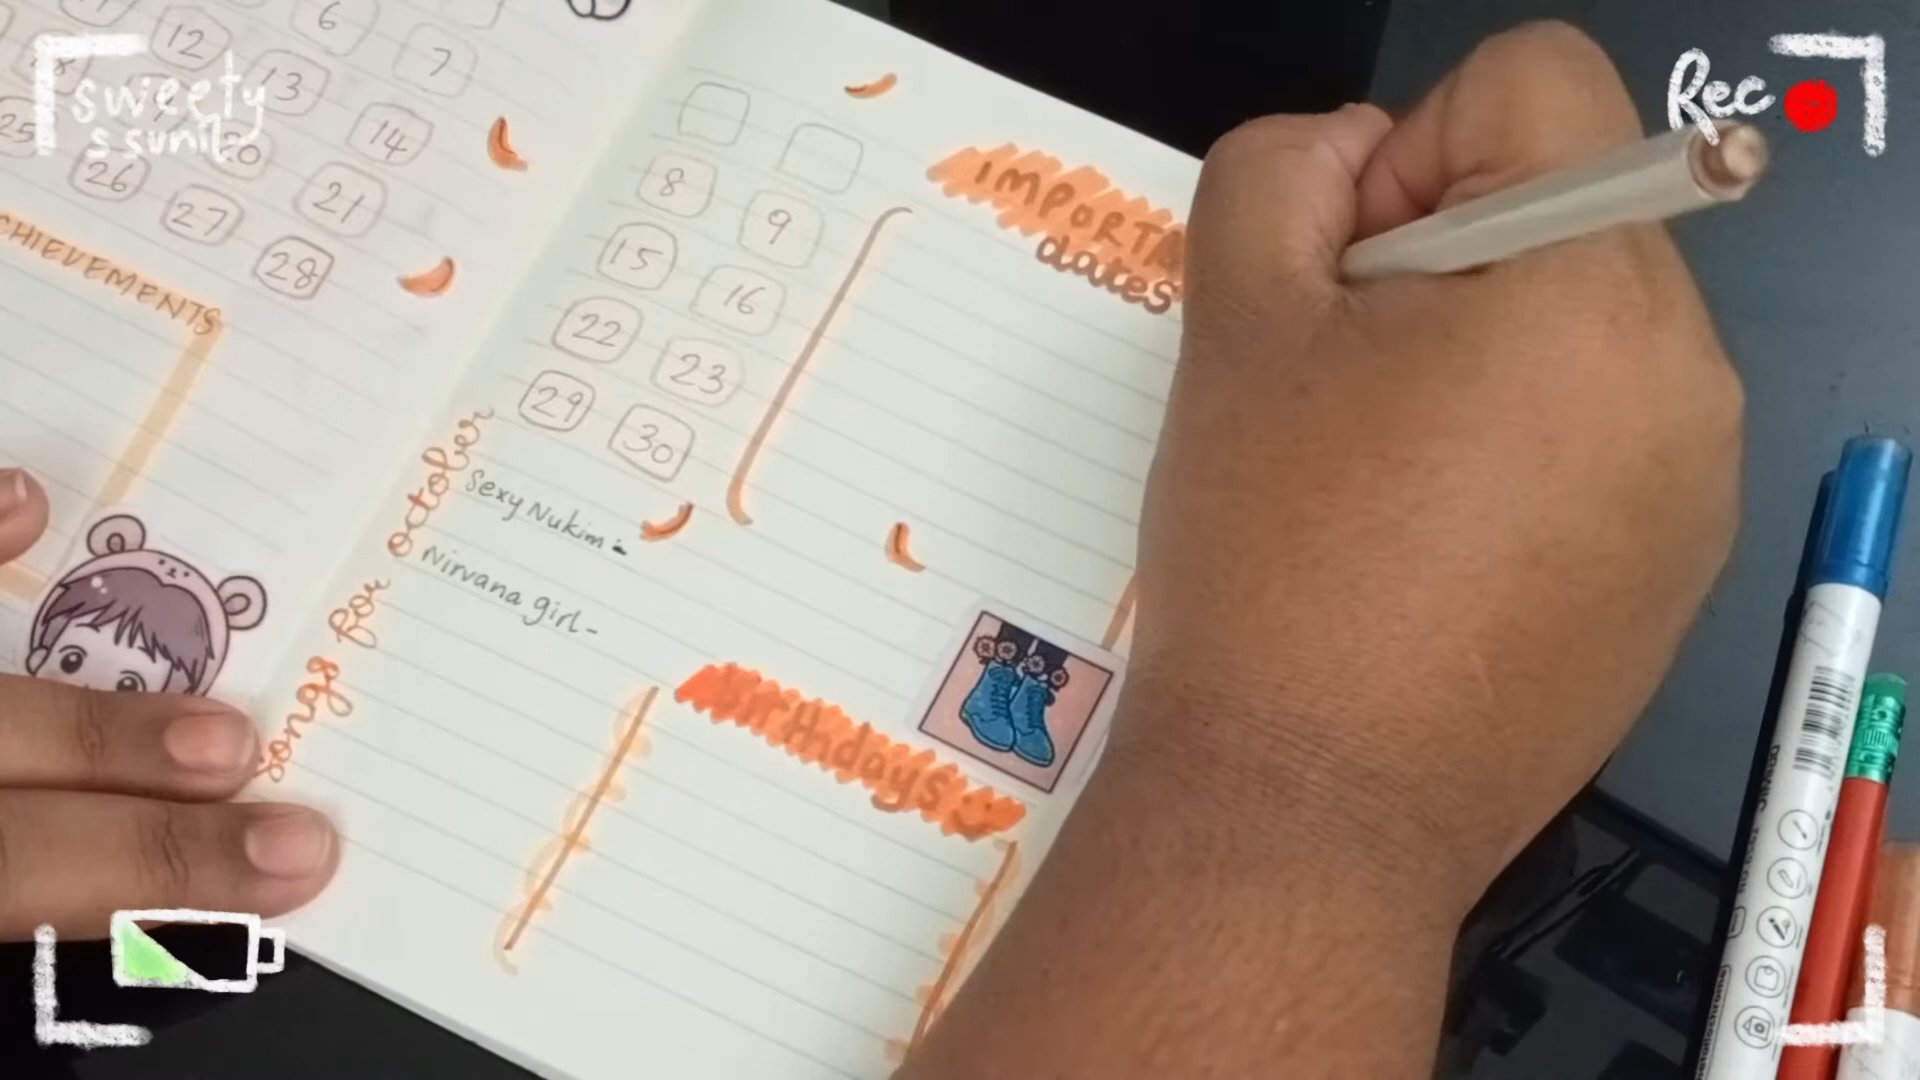 sweety
s sunil
Rec
6
7
12
13
14
20
21
25
26
27
28
CHIEVEMENTS
8 9
15 16
22 23
29 30
IMPORTA
dates
songs for october
Sexy Nukim :-
Nirvana girl -
Birthdays